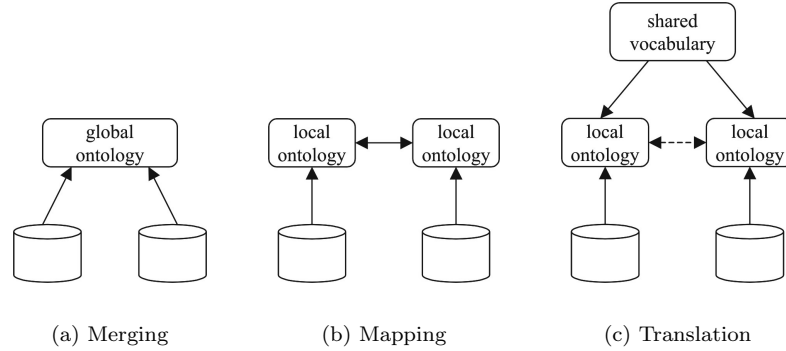 shared
vocabulary
global
ontology
local
ontology
local
ontology
local
ontology
local
ontology
(a) Merging
(b) Mapping
(c) Translation